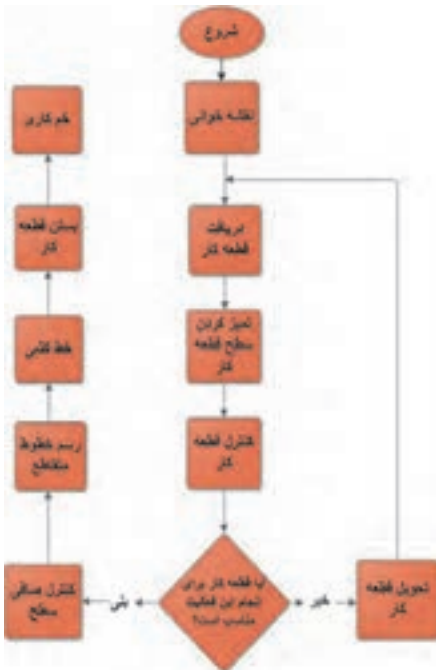 شروع
نقشه خوانی
دریافت
قطعه کار
تمیز کردن
سطح قطعه
کار
کنترل قطعه
کار
آیا قطعه کار برای
انجام این فعالیت
مناسب است؟
خیر
تحویل قطعه
کار
بلی
کنترل صافی
سطح
رسم خطوط
متقاطع
خط کشی
بستن قطعه
کار
خم کاری